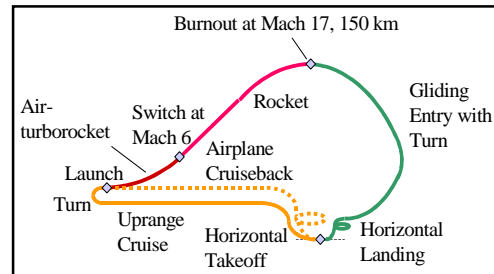 Burnout at Mach 17, 150 km
Gliding
Entry with
Turn
Rocket
Air-
turborocket
Switch at
Mach 6
Airplane
Cruiseback
Launch
Turn
Uprange
Cruise
Horizontal
Takeoff
Horizontal
Landing